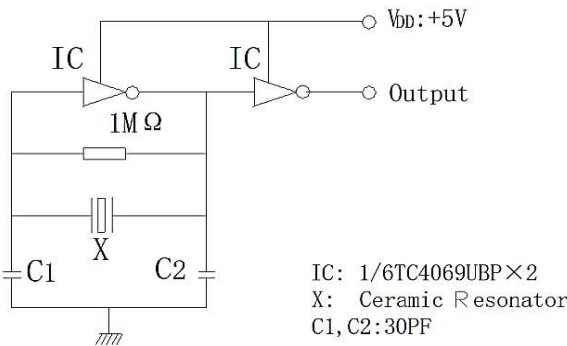 VDD:+5V
IC
IC
Output
1MΩ
X
C1
C2
IC: 1/6TC4069UBP×2
X: Ceramic Resonator
C1,C2:30PF